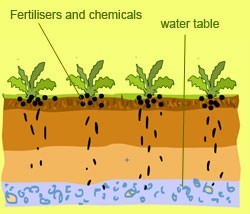 Fertilisers and chemicals
water table